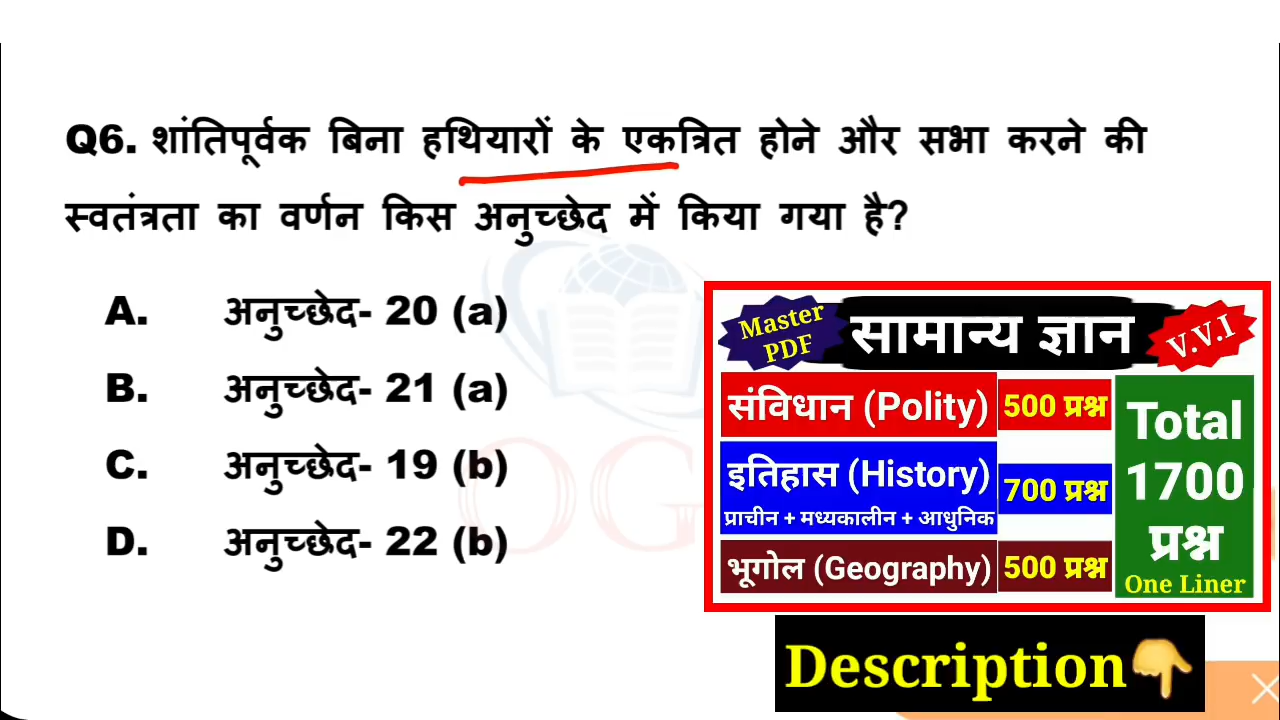 Q6. शांतिपूर्वक बिना हथियारों के एकत्रित होने और सभा करने की
स्वतंत्रता का वर्णन किस अनुच्छेद में किया गया है?
A. अनुच्छेद- 20 (a)
B. अनुच्छेद- 21 (a)
C. अनुच्छेद- 19 (b)
D. अनुच्छेद- 22 (b)
OG
Master
PDF
सामान्य ज्ञान
V.V.I
संविधान (Polity)
500 प्रश्न
इतिहास (History)
प्राचीन + मध्यकालीन + आधुनिक
700 प्रश्न
भूगोल (Geography)
500 प्रश्न
Total
1700
प्रश्न
One Liner
Description